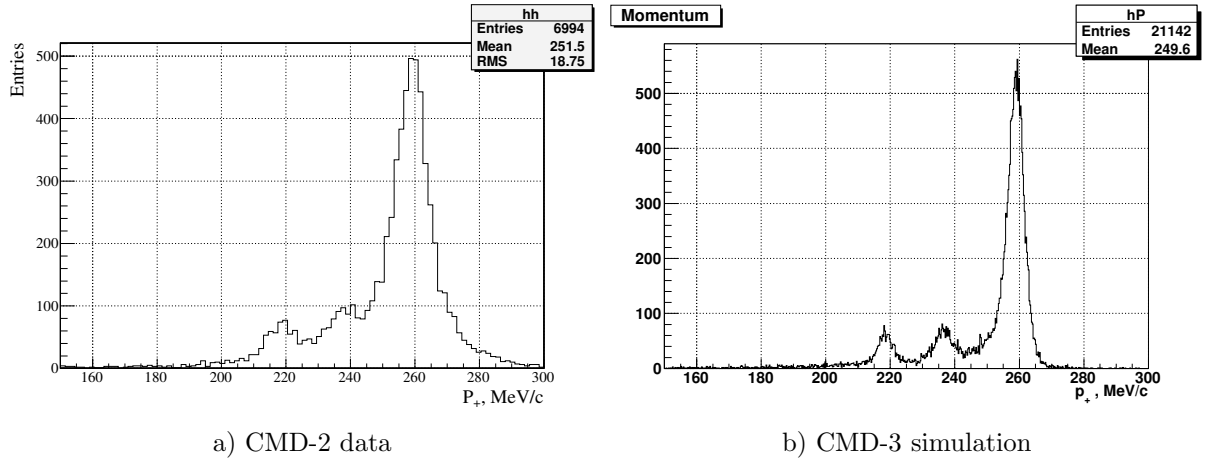 hh
Entries 6994
Mean 251.5
RMS 18.75
Entries
500
400
300
200
100
0
160 180 200 220 240 260 280 300
P+, MeV/c
a) CMD-2 data
Momentum
hP
Entries 21142
Mean 249.6
500
400
300
200
100
0
160 180 200 220 240 260 280 300
p+ , MeV/c
b) CMD-3 simulation